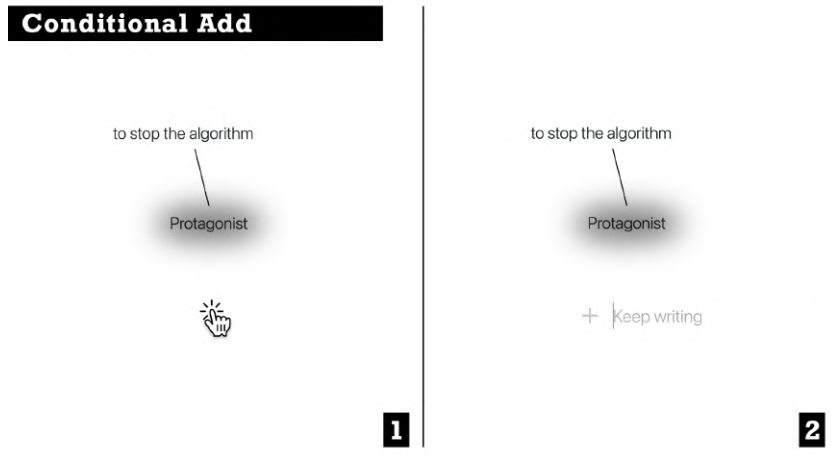 Conditional Add
to stop the algorithm
Protagonist
1
to stop the algorithm
Protagonist
+ Keep writing
2